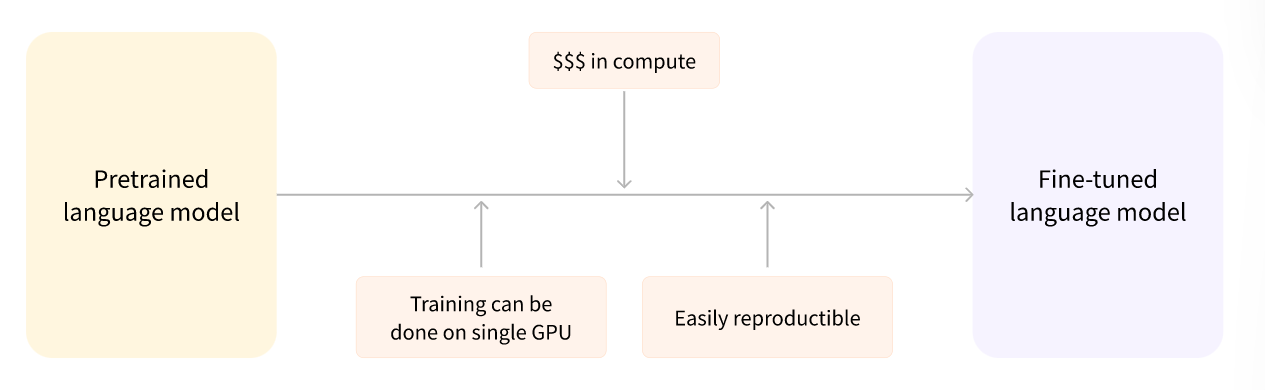 $$$ in compute
Pretrained
language model
Fine-tuned
language model
Training can be
done on single GPU
Easily reproductible